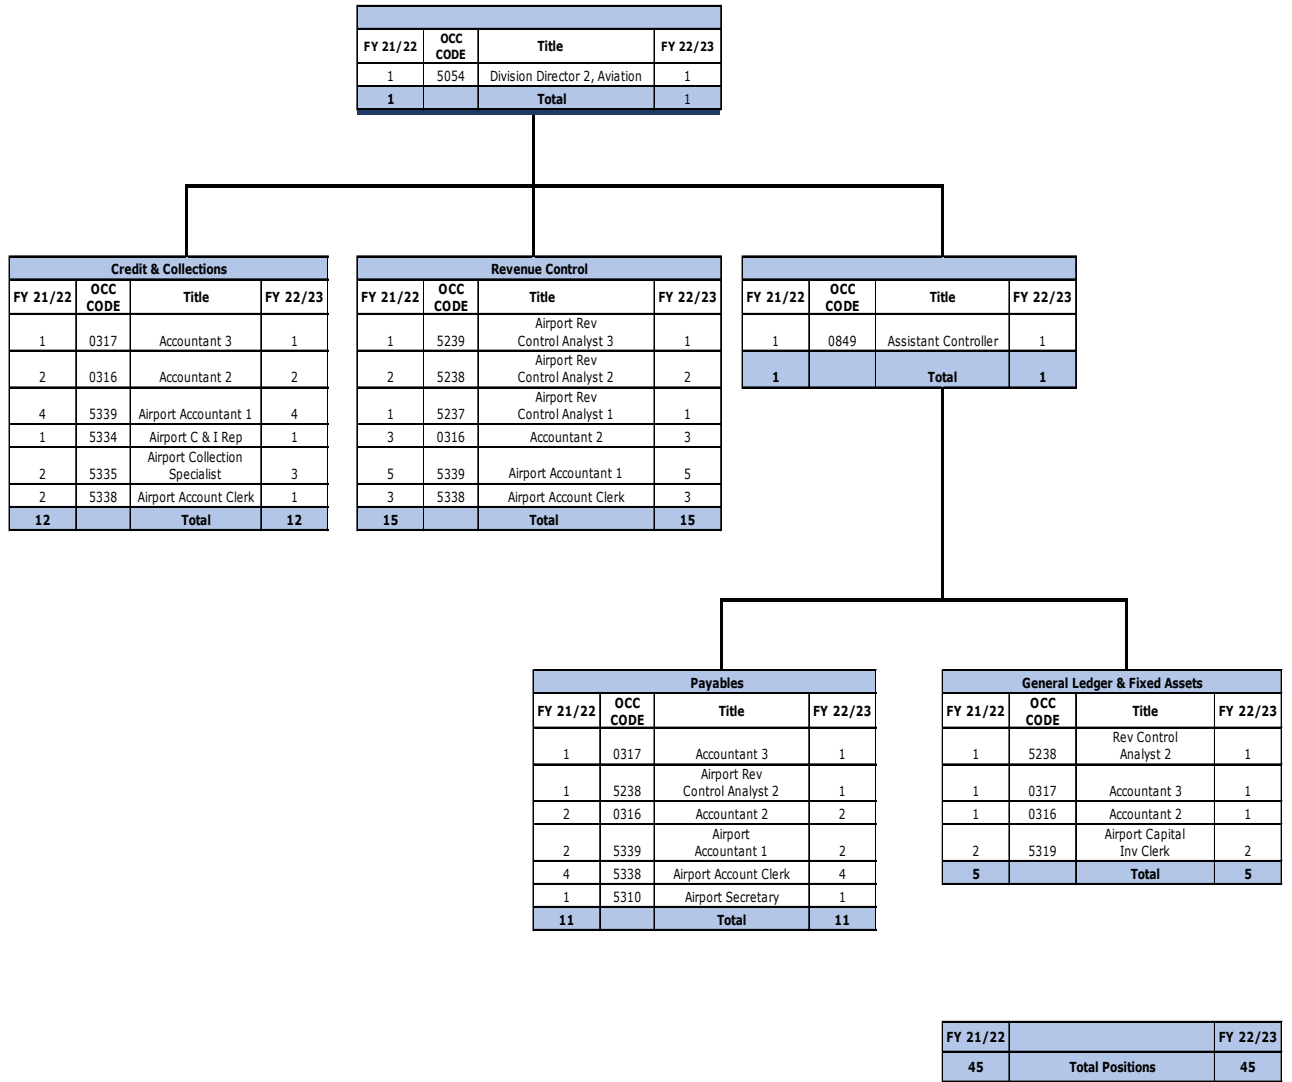 FY 21/22 OCC CODE Title FY 22/23
1 5054 Division Director 2, Aviation 1
1 Total 1
Credit & Collections
FY 21/22 OCC CODE Title FY 22/23
1 0317 Accountant 3 1
2 0316 Accountant 2 2
4 5339 Airport Accountant 1 4
1 5334 Airport C & I Rep 1
Airport Collection
2 5335 Specialist 3
2 5338 Airport Account Clerk 1
12 Total 12
Revenue Control
FY 21/22 OCC CODE Title FY 22/23
Airport Rev
1 5239 Control Analyst 3 1
Airport Rev
2 5238 Control Analyst 2 2
Airport Rev
1 5237 Control Analyst 1 1
3 0316 Accountant 2 3
5 5339 Airport Accountant 1 5
3 5338 Airport Account Clerk 3
15 Total 15
FY 21/22 OCC CODE Title FY 22/23
1 0849 Assistant Controller 1
1 Total 1
Payables
FY 21/22 OCC CODE Title FY 22/23
1 0317 Accountant 3 1
Airport Rev
1 5238 Control Analyst 2 1
2 0316 Accountant 2 2
Airport
2 5339 Accountant 1 2
4 5338 Airport Account Clerk 4
1 5310 Airport Secretary 1
11 Total 11
General Ledger & Fixed Assets
FY 21/22 OCC CODE Title FY 22/23
Rev Control
1 5238 Analyst 2 1
1 0317 Accountant 3 1
1 0316 Accountant 2 1
Airport Capital
2 5319 Inv Clerk 2
5 Total 5
FY 21/22 FY 22/23
45 Total Positions 45